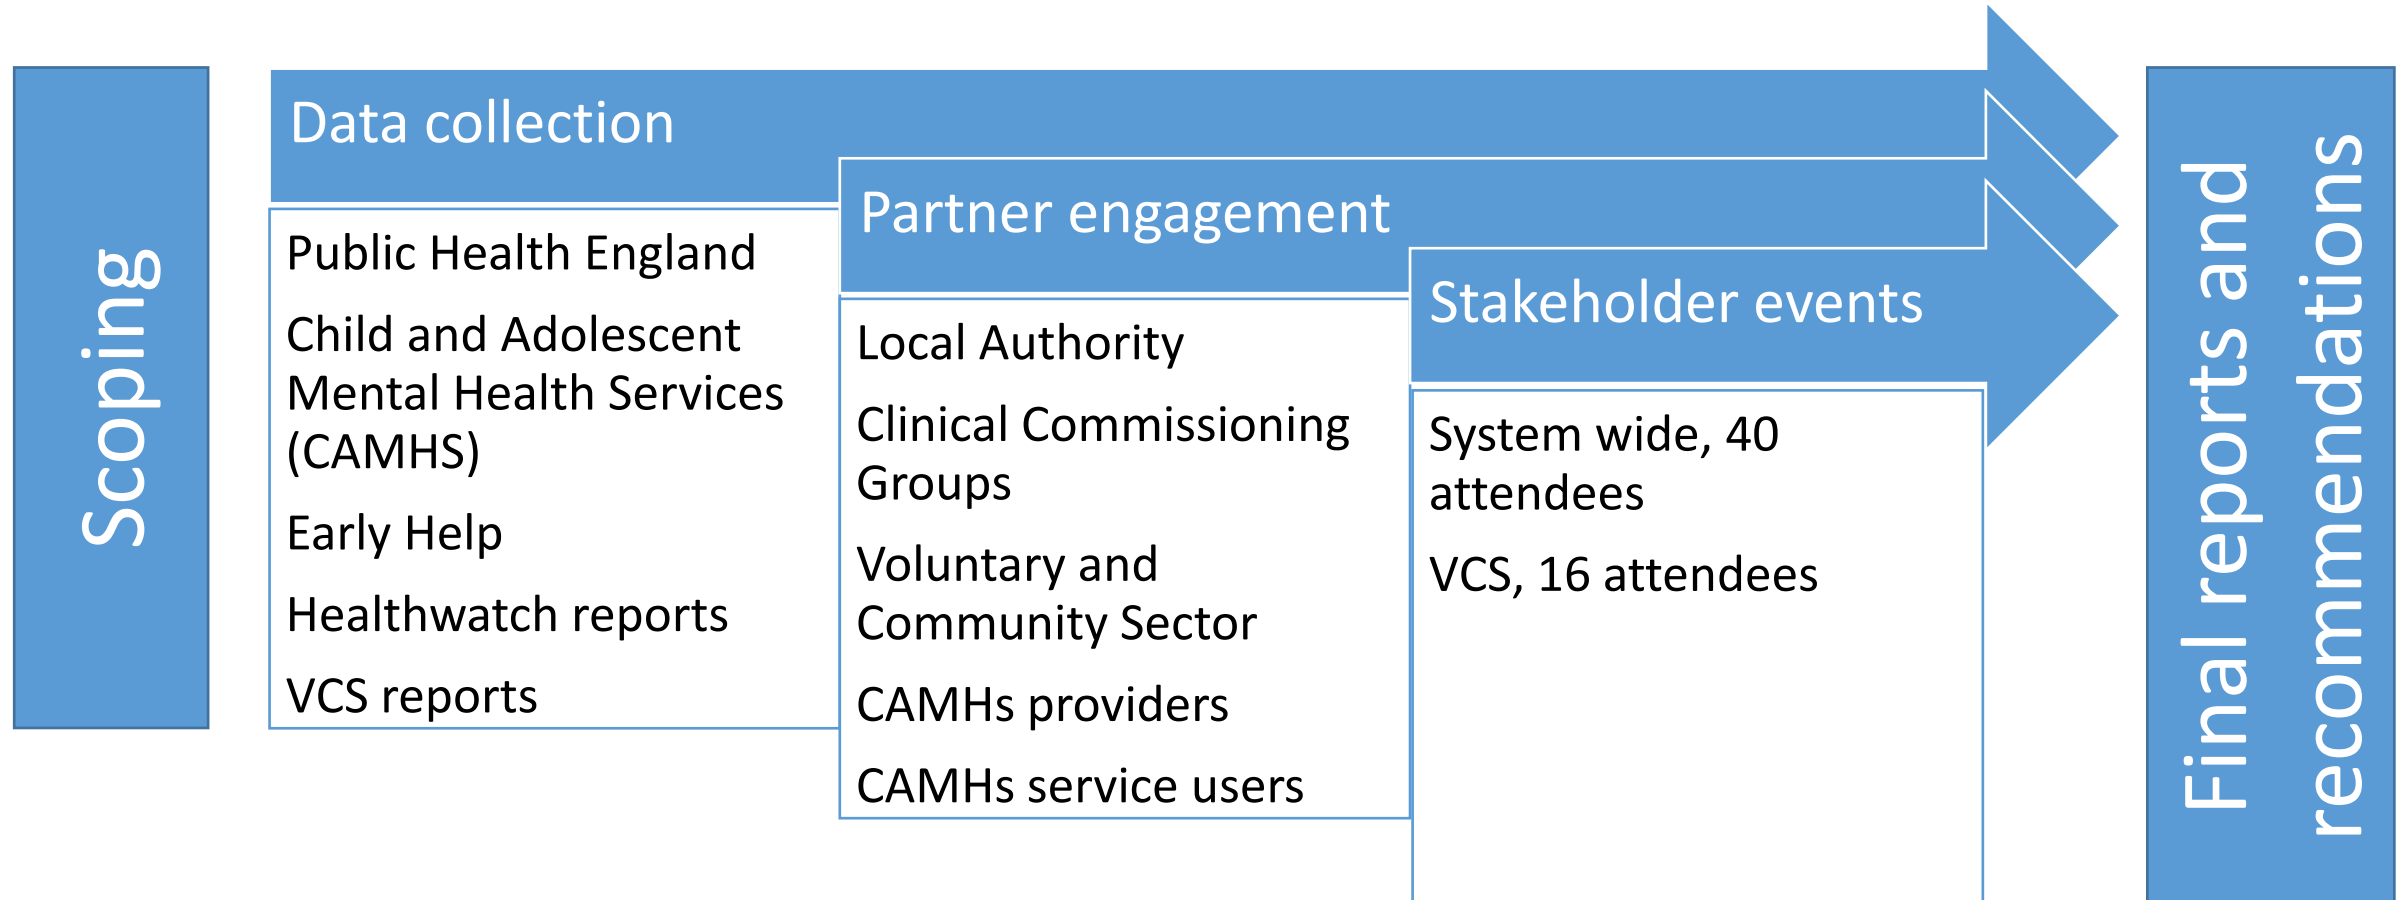 Scoping
Data collection
Public Health England
Child and Adolescent
Mental Health Services
(CAMHS)
Early Help
Healthwatch reports
VCS reports
Partner engagement
Local Authority
Clinical Commissioning
Groups
Voluntary and
Community Sector
CAMHs providers
CAMHs service users
Stakeholder events
System wide, 40
attendees
VCS, 16 attendees
Final reports and
recommendations